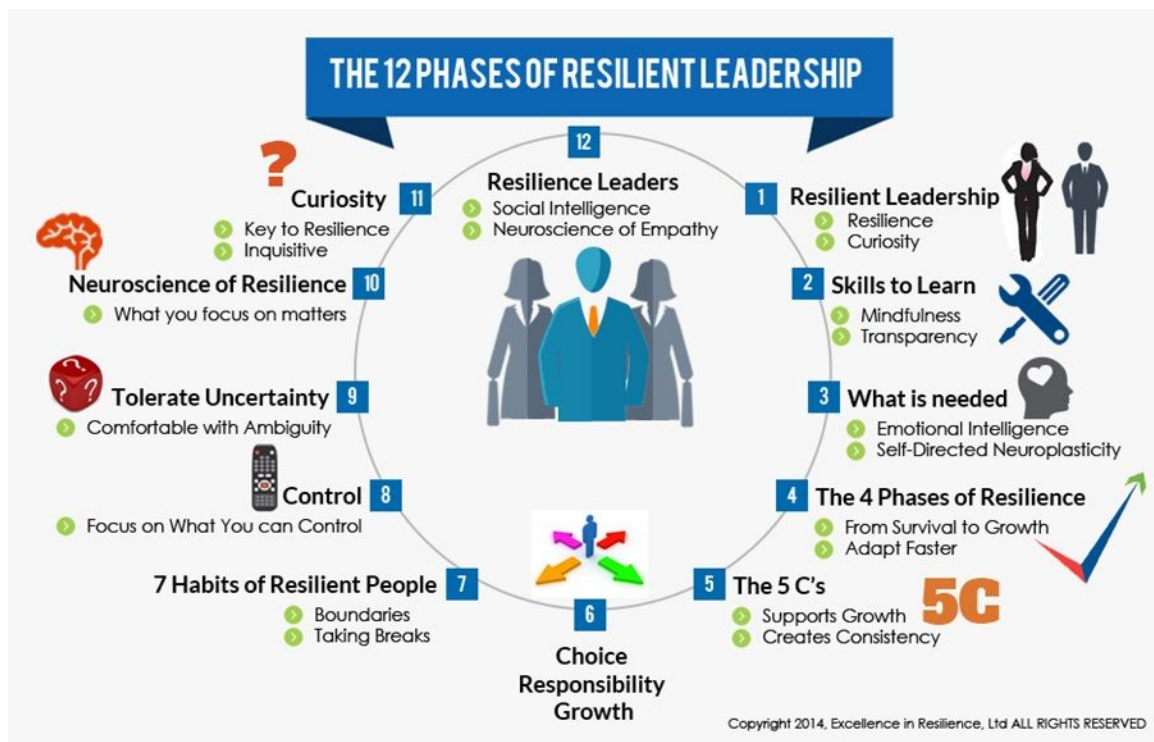 THE 12 PHASES OF RESILIENT LEADERSHIP
12
Resilience Leaders
Social Intelligence
Neuroscience of Empathy
1
Resilient Leadership
Resilience
Curiosity
2
Skills to Learn
Mindfulness
Transparency
3
What is needed
Emotional Intelligence
Self-Directed Neuroplasticity
4
The 4 Phases of Resilience
From Survival to Growth
Adapt Faster
5
The 5 C's
Supports Growth
Creates Consistency
5C
6
Choice
Responsibility
Growth
7
7 Habits of Resilient People
Boundaries
Taking Breaks
8
Control
Focus on What You can Control
9
Tolerate Uncertainty
Comfortable with Ambiguity
? ? ?
10
Neuroscience of Resilience
What you focus on matters
11
Curiosity
Key to Resilience
Inquisitive
?
Copyright 2014, Excellence in Resilience, Ltd ALL RIGHTS RESERVED